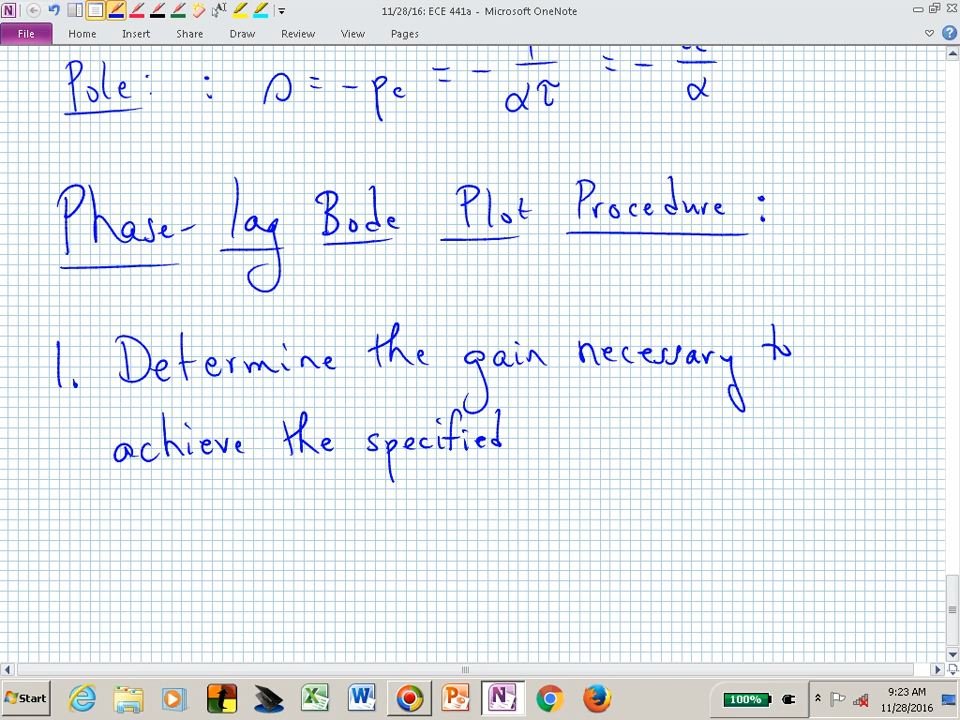 11/28/16: ECE 441a - Microsoft OneNote
File Home Insert Share Draw Review View Pages
Pole: : s = -pc = - 1/ατ = - /α
Phase-lag Bode Plot Procedure:
1. Determine the gain necessary to
achieve the specified
Start
100%
9:23 AM
11/28/2016